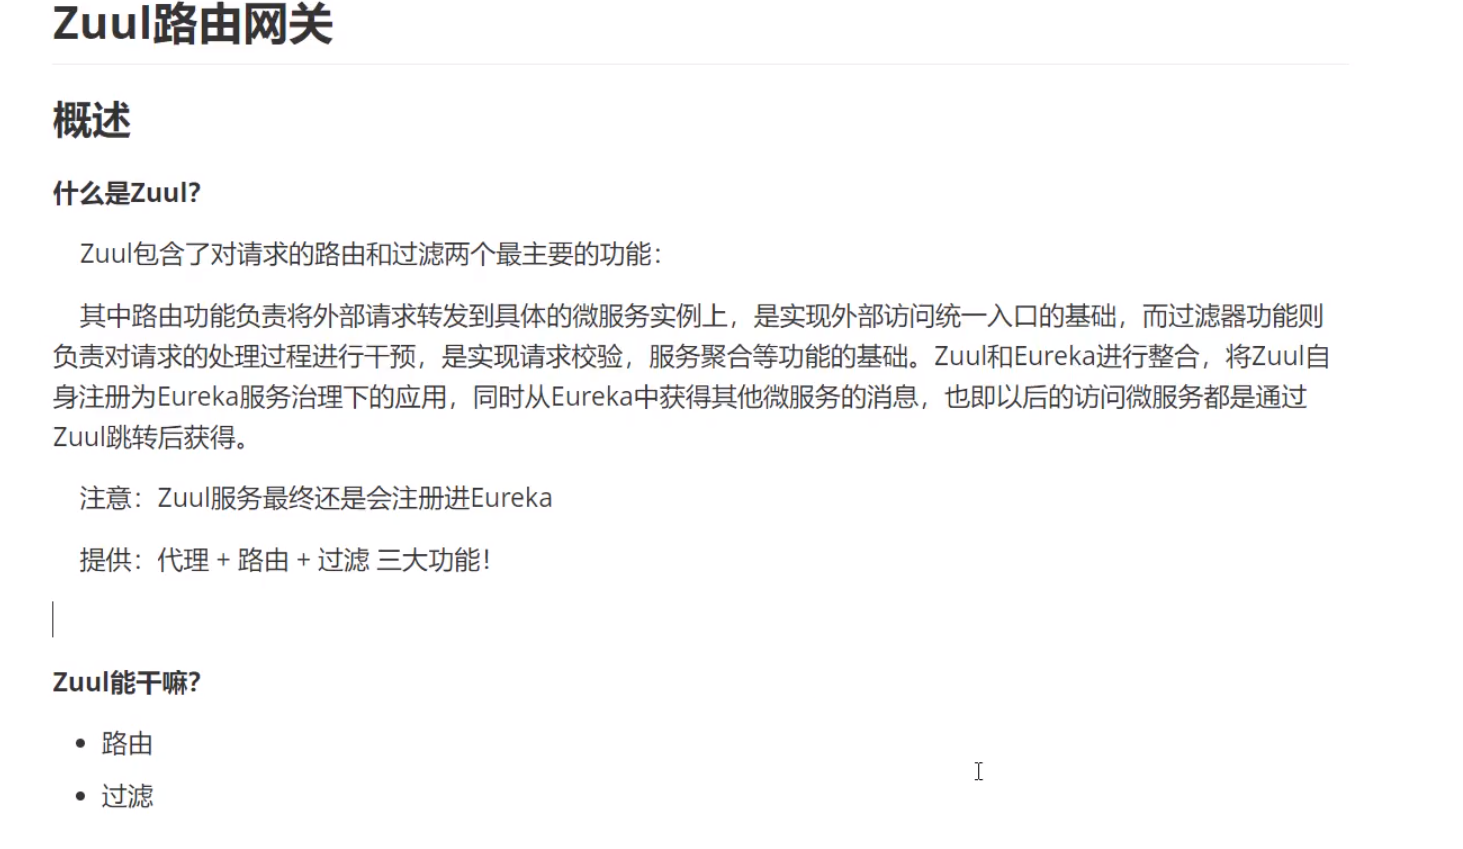 Zuul路由网关
概述
什么是Zuul？
Zuul包含了对请求的路由和过滤两个最主要的功能：
其中路由功能负责将外部请求转发到具体的微服务实例上，是实现外部访问统一入口的基础，而过滤器功能则
负责对请求的处理过程进行干预，是实现请求校验，服务聚合等功能的基础。Zuul和Eureka进行整合，将Zuul自
身注册为Eureka服务治理下的应用，同时从Eureka中获得其他微服务的消息，也即以后的访问微服务都是通过
Zuul跳转后获得。
注意：Zuul服务最终还是会注册进Eureka
提供：代理 + 路由 + 过滤 三大功能！
Zuul能干嘛？
• 路由
• 过滤